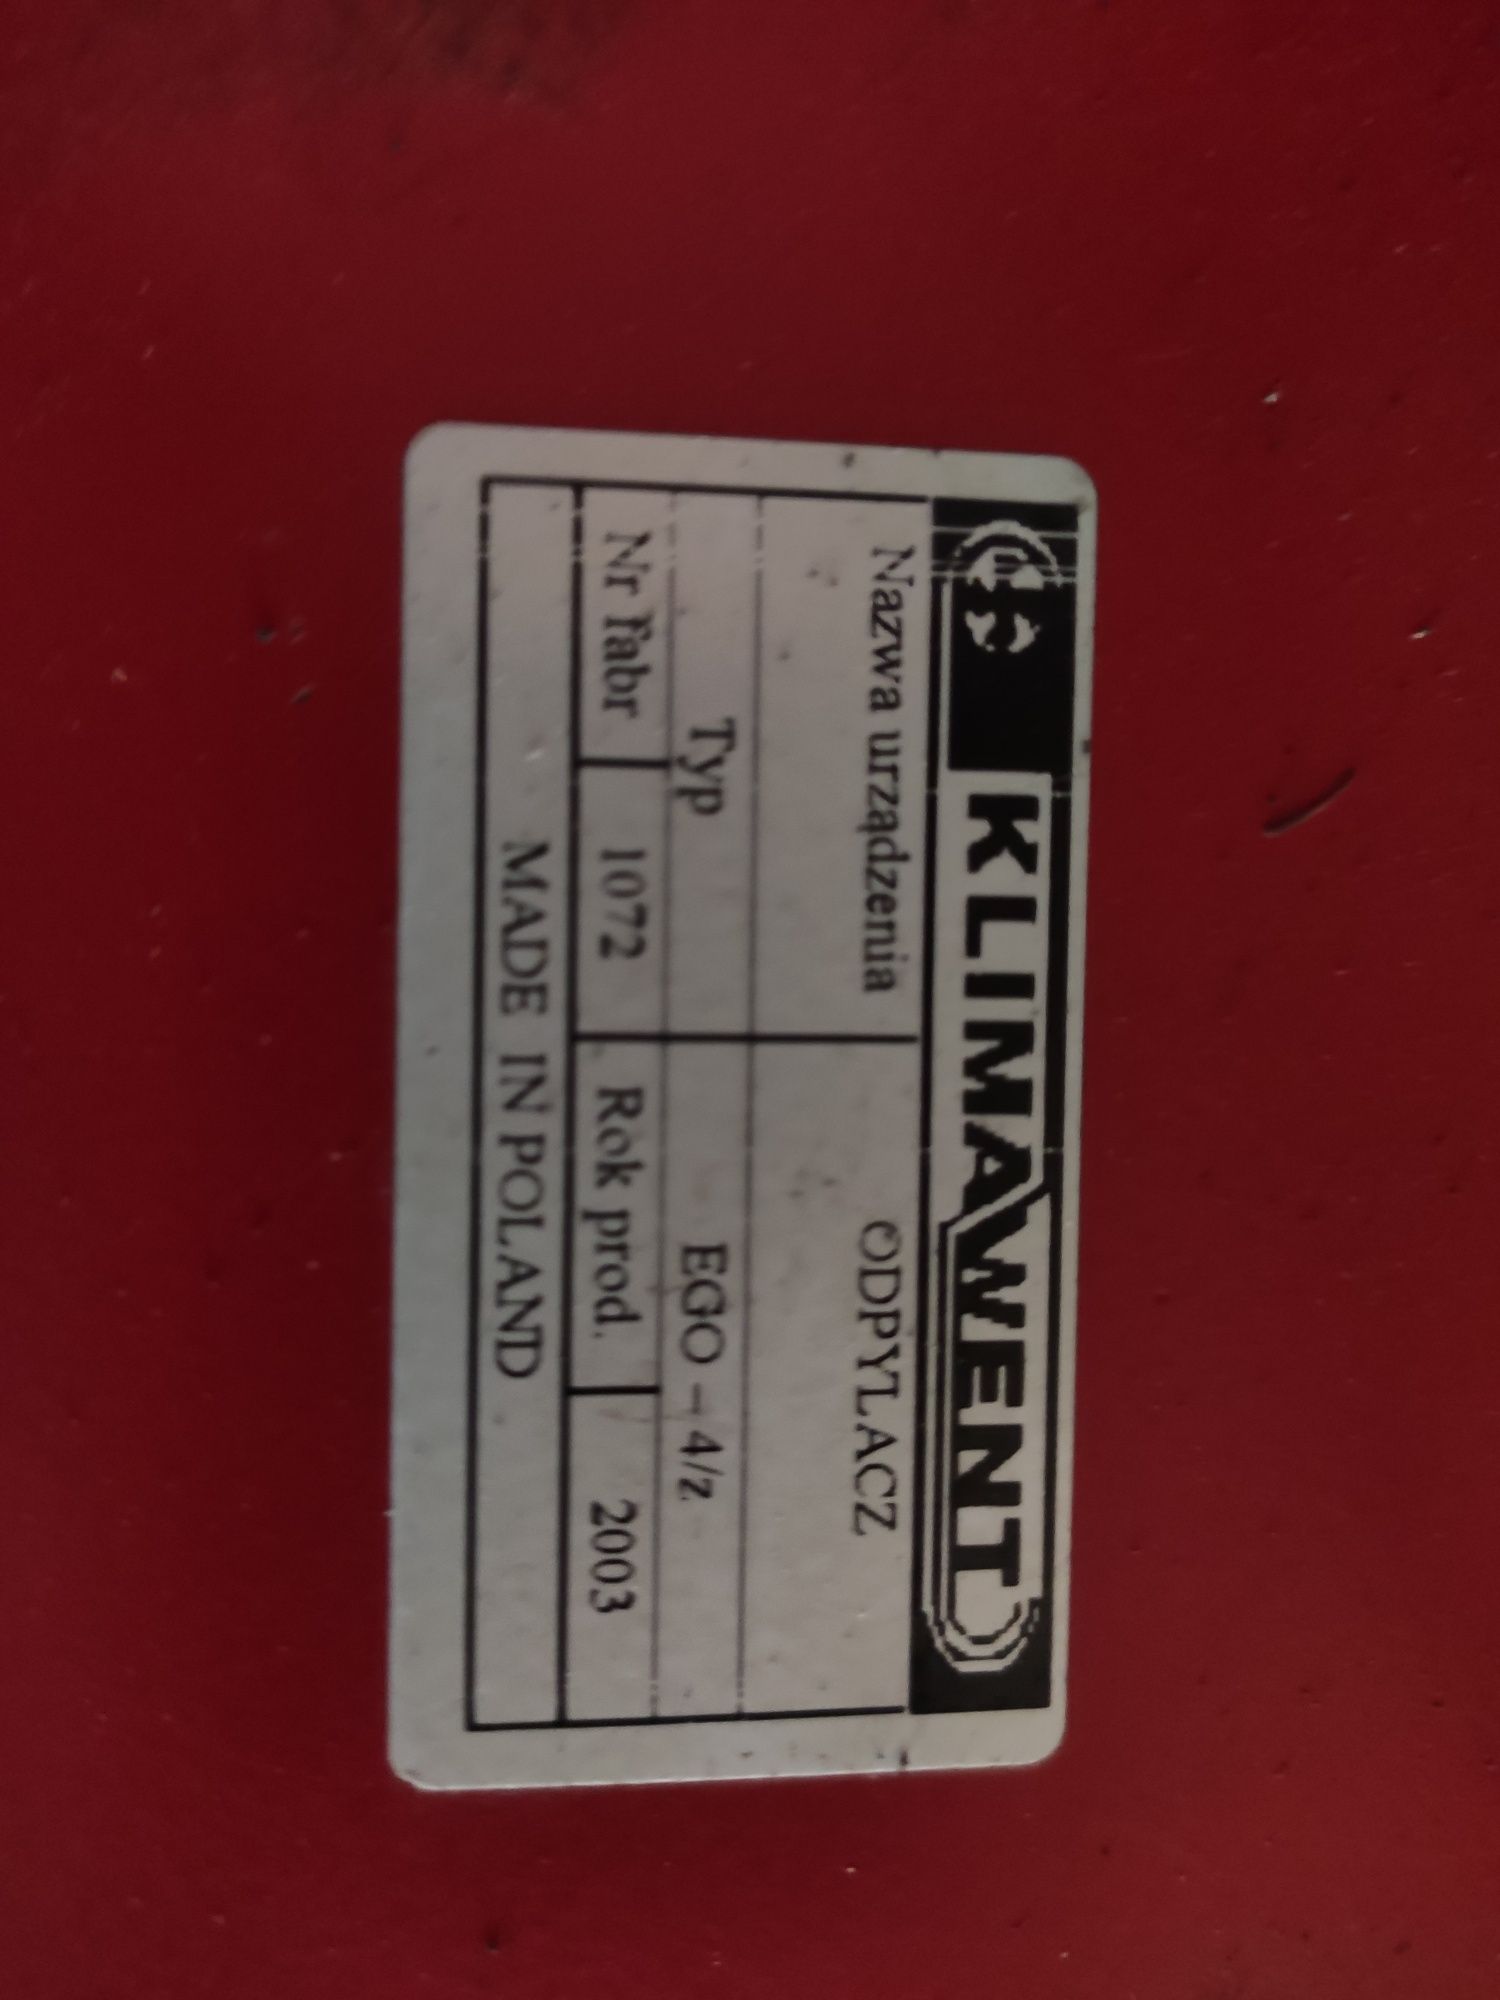 KLIMAWENT
Nazwa urządzenia ODPYLACZ
Typ EGO – 4/z
Nr Fabr 1072 Rok prod. 2003
MADE IN POLAND